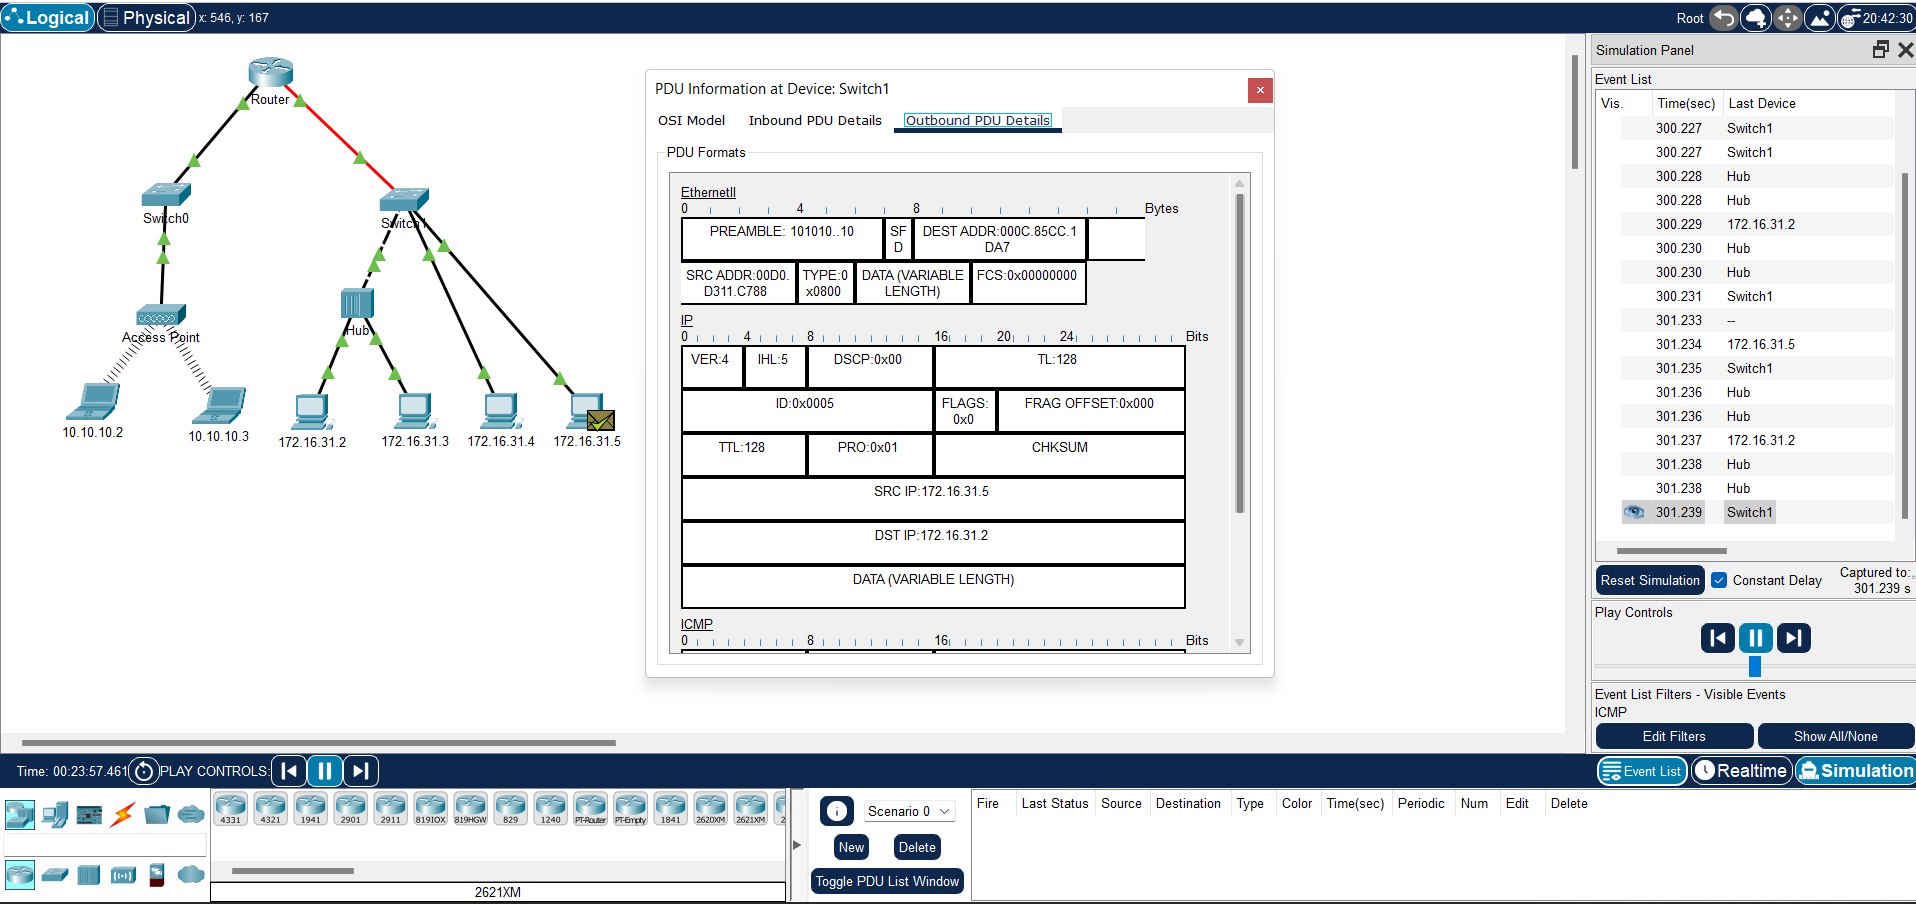 Logical
Physical
x: 546, y: 167
Root
20:42:30
Router
Switch0
Switch1
Access Point
Hub
10.10.10.2
10.10.10.3
172.16.31.2
172.16.31.3
172.16.31.4
172.16.31.5
PDU Information at Device: Switch1
OSI Model
Inbound PDU Details
Outbound PDU Details
PDU Formats
EthernetII
0 4 8 Bytes
PREAMBLE: 101010..10
SF
D
DEST ADDR:000C.85CC.1
DA7
SRC ADDR:00D0.
D311.C788
TYPE:0
x0800
DATA (VARIABLE
LENGTH)
FCS:0x00000000
IP
0 4 8 16 20 24 Bits
VER:4
IHL:5
DSCP:0x00
TL:128
ID:0x0005
FLAGS:
0x0
FRAG OFFSET:0x000
TTL:128
PRO:0x01
CHKSUM
SRC IP:172.16.31.5
DST IP:172.16.31.2
DATA (VARIABLE LENGTH)
ICMP
0 8 16 Bits
Simulation Panel
Event List
Vis. Time(sec) Last Device
300.227 Switch1
300.227 Switch1
300.228 Hub
300.228 Hub
300.229 172.16.31.2
300.230 Hub
300.230 Hub
300.231 Switch1
301.233 --
301.234 172.16.31.5
301.235 Switch1
301.236 Hub
301.236 Hub
301.237 172.16.31.2
301.238 Hub
301.238 Hub
301.239 Switch1
Reset Simulation
Constant Delay
Captured to:
301.239 s
Play Controls
Event List Filters - Visible Events
ICMP
Edit Filters
Show All/None
Time: 00:23:57.461
PLAY CONTROLS:
Event List
Realtime
Simulation
4331
4321
1941
2901
2911
819IOX
819HGW
829
1240
PT-Router
PT-Empty
1841
2620XM
2621XM
2
2621XM
Scenario 0
New
Delete
Toggle PDU List Window
Fire Last Status Source Destination Type Color Time(sec) Periodic Num Edit Delete